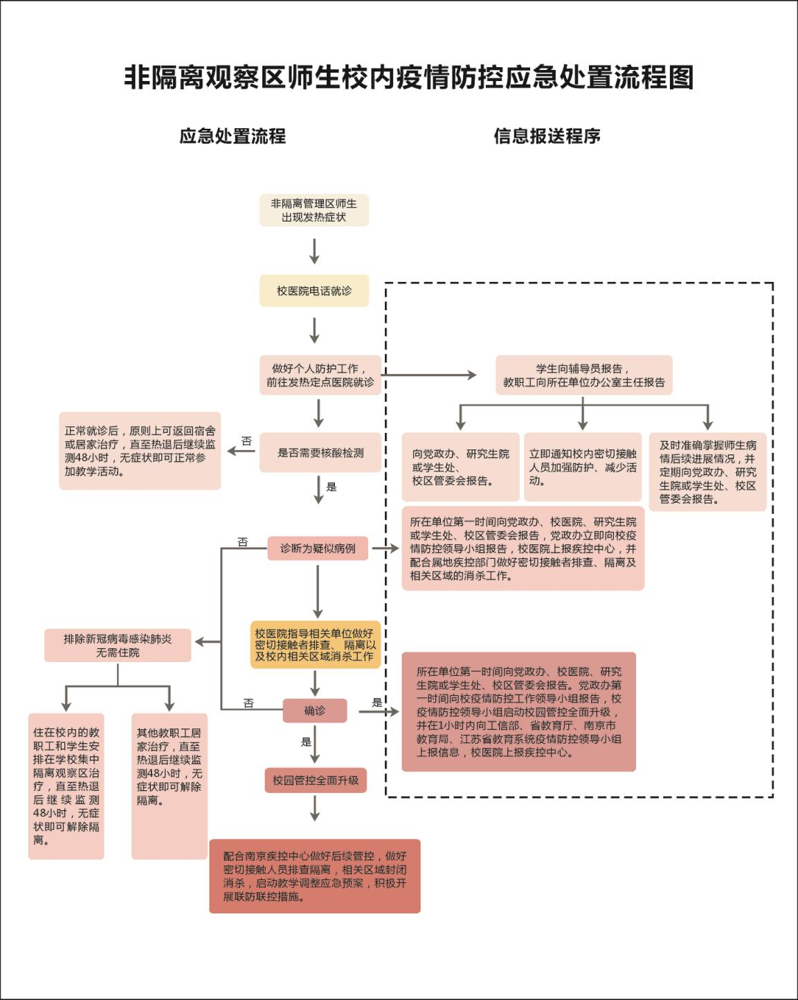 非隔离观察区师生校内疫情防控应急处置流程图
应急处置流程
信息报送程序
非隔离管理区师生
出现发热症状
校医院电话就诊
做好个人防护工作，
前往发热定点医院就诊
学生向辅导员报告，
教职工向所在单位办公室主任报告
正常就诊后，原则上可返回宿舍
或居家治疗，直至热退后继续监
测48小时，无症状即可正常参
加教学活动。
否
是否需要核酸检测
是
向党政办、研究生院
或学生处、
校区管委会报告。
立即通知校内密切接触
人员加强防护、减少活
动。
及时准确掌握师生病
情后续进展情况，并
定期向党政办、研究
生院或学生处、校区
管委会报告。
否
诊断为疑似病例
所在单位第一时间向党政办、校医院、研究生院
或学生处、校区管委会报告，党政办立即向校疫
情防控领导小组报告，校医院上报疾控中心，并
配合属地疾控部门做好密切接触者排查、隔离及
相关区域的消杀工作。
校医院指导相关单位做好
密切接触者排查、 隔离以
及校内相关区域消杀工作
排除新冠病毒感染肺炎
无需住院
否
确诊
是
所在单位第一时间向党政办、校医院、研究
生院或学生处、校区管委会报告。党政办第
一时间向校疫情防控工作领导小组报告，校
疫情防控领导小组启动校园管控全面升级，
并在1小时内向工信部、省教育厅、南京市
教育局、江苏省教育系统疫情防控领导小组
上报信息，校医院上报疾控中心。
住在校内的教
职工和学生安
排在学校集中
隔离观察区治
疗，直至热退
后继续监测
48小时，无症
状即可解除隔
离。
其他教职工居
家治疗，直至
热退后继续监
测48小时，无
症状即可解除
隔离。
是
校园管控全面升级
配合南京疾控中心做好后续管控，做好
密切接触人员排查隔离，相关区域封闭
消杀，启动教学调整应急预案，积极开
展联防联控措施。